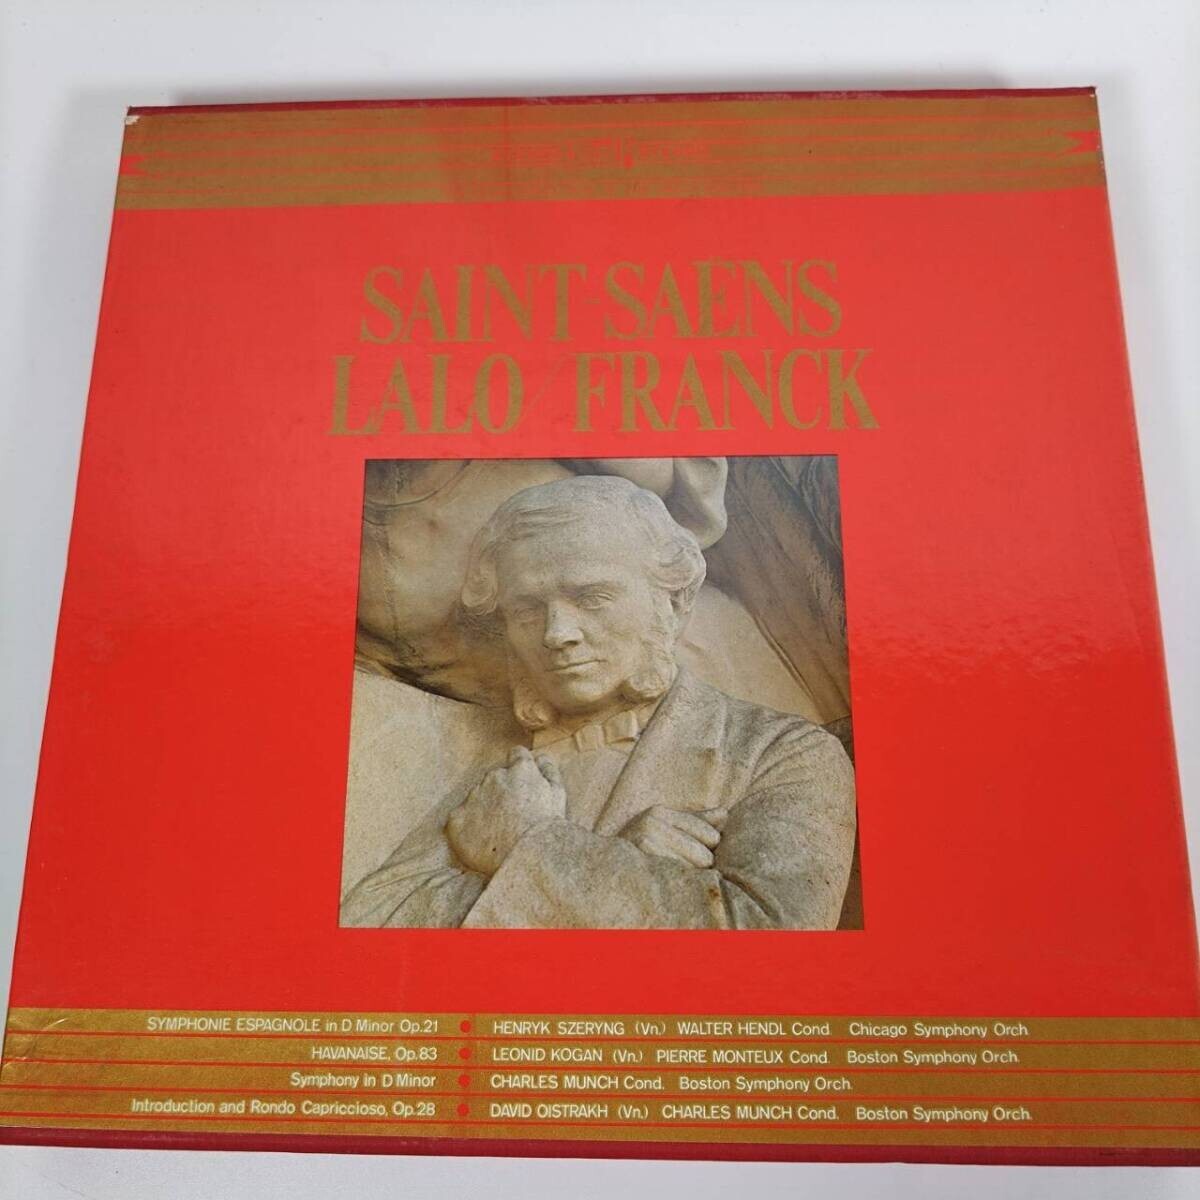 SAINT-SAËNS
LALO/FRANCK
SYMPHONIE ESPAGNOLE in D Minor Op.21 ● HENRYK SZERYNG (Vn.) WALTER HENDL Cond. Chicago Symphony Orch.
HAVANAISE, Op.83 ● LEONID KOGAN (Vn.) PIERRE MONTEUX Cond. Boston Symphony Orch.
Symphony in D Minor ● CHARLES MUNCH Cond. Boston Symphony Orch.
Introduction and Rondo Capriccioso, Op.28 ● DAVID OISTRAKH (Vn.) CHARLES MUNCH Cond. Boston Symphony Orch.